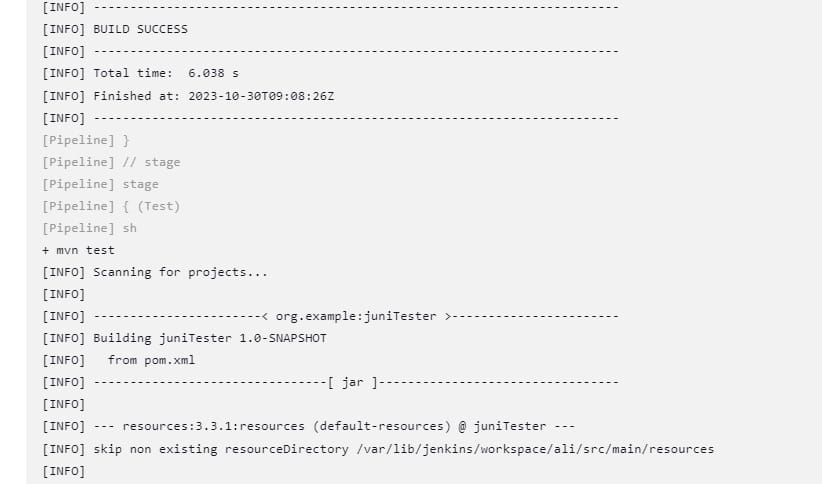 [INFO] ------------------------------------------------------------------------
[INFO] BUILD SUCCESS
[INFO] ------------------------------------------------------------------------
[INFO] Total time:  6.038 s
[INFO] Finished at: 2023-10-30T09:08:26Z
[INFO] ------------------------------------------------------------------------
[Pipeline] }
[Pipeline] // stage
[Pipeline] stage
[Pipeline] { (Test)
[Pipeline] sh
+ mvn test
[INFO] Scanning for projects...
[INFO]
[INFO] -----------------------< org.example:juniTester >-----------------------
[INFO] Building juniTester 1.0-SNAPSHOT
[INFO]   from pom.xml
[INFO] --------------------------------[ jar ]---------------------------------
[INFO]
[INFO] --- resources:3.3.1:resources (default-resources) @ juniTester ---
[INFO] skip non existing resourceDirectory /var/lib/jenkins/workspace/ali/src/main/resources
[INFO]